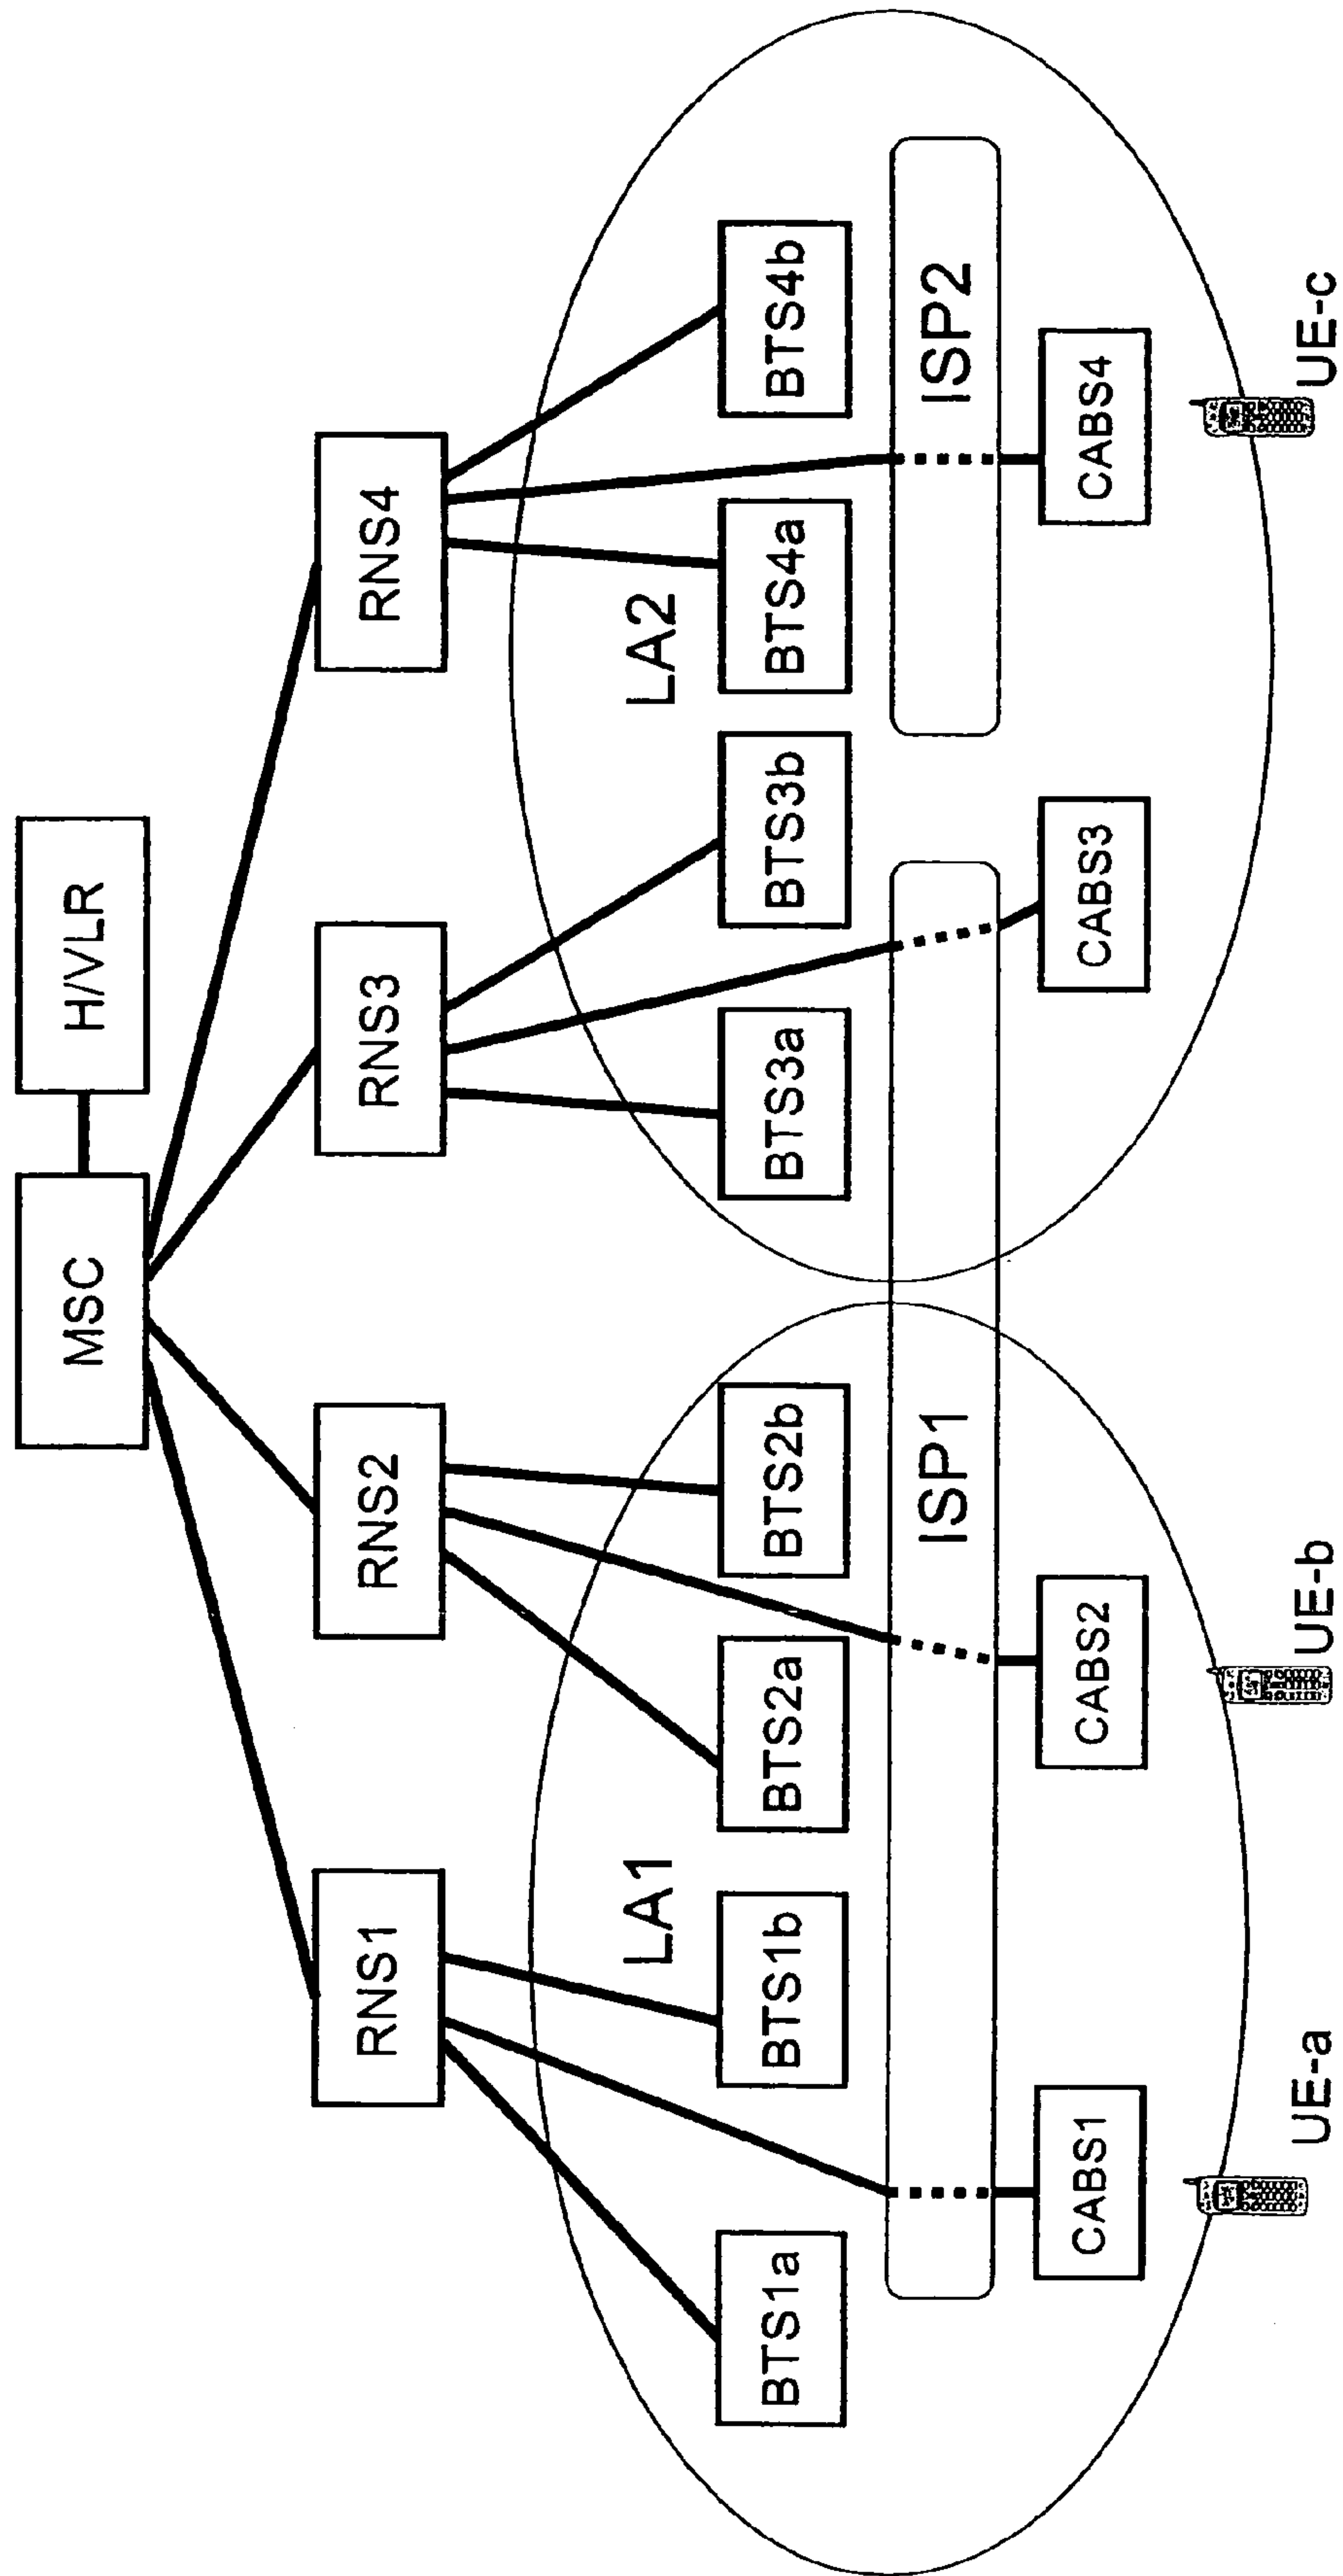 MSC
H/VLR
RNS1
RNS2
RNS3
RNS4
LA1
LA2
BTS1a
BTS1b
BTS2a
BTS2b
BTS3a
BTS3b
BTS4a
BTS4b
ISP1
ISP2
CABS1
CABS2
CABS3
CABS4
UE-a
UE-b
UE-c